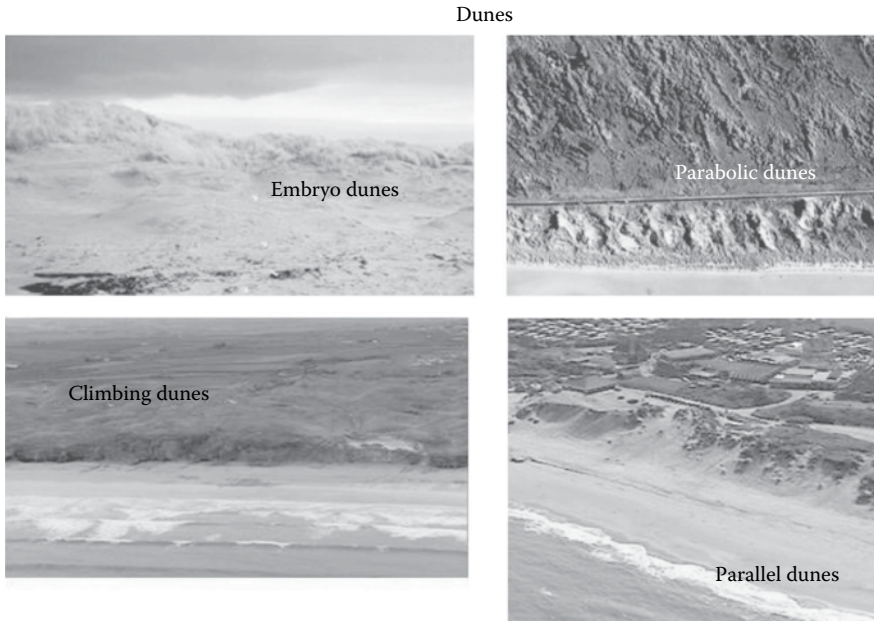 Dunes
Embryo dunes
Parabolic dunes
Climbing dunes
Parallel dunes